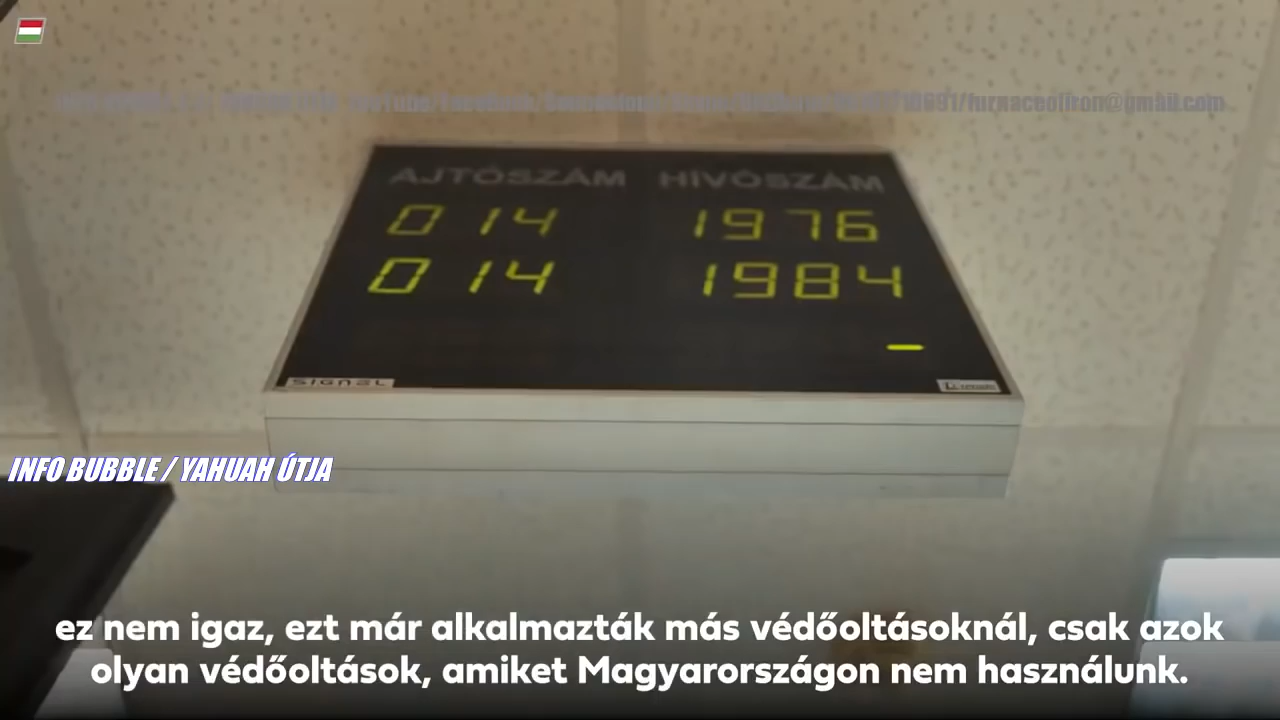 AJTÓSZÁM HÍVÓSZÁM
014 1976
014 1984
SIGNAL
INFO BUBBLE / YAHUAH ÚTJA
ez nem igaz, ezt már alkalmazták más védőoltásoknál, csak azok
olyan védőoltások, amiket Magyarországon nem használunk.